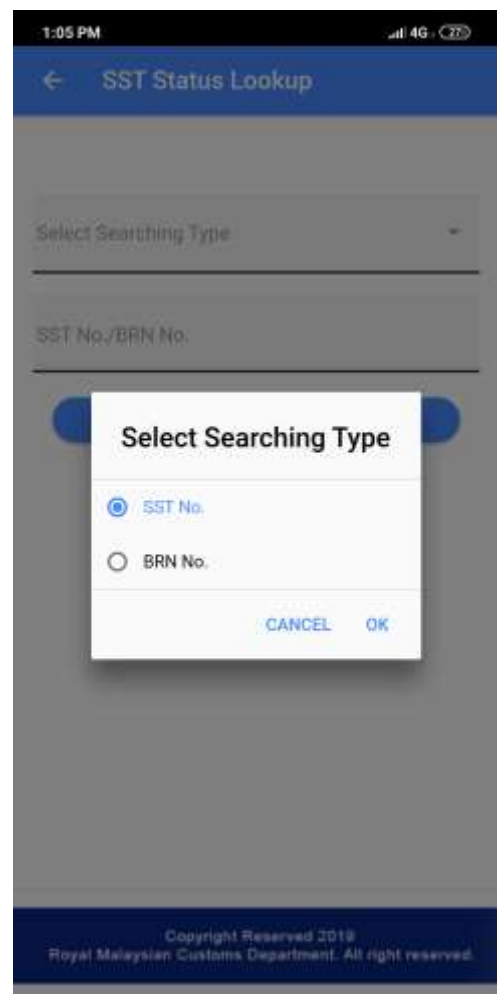 1:05 PM 4G 27
SST Status Lookup
Select Searching Type
SST No./BRN No.
Select Searching Type
SST No.
BRN No.
CANCEL OK
Copyright Reserved 2019
Royal Malaysian Customs Department. All right reserved.